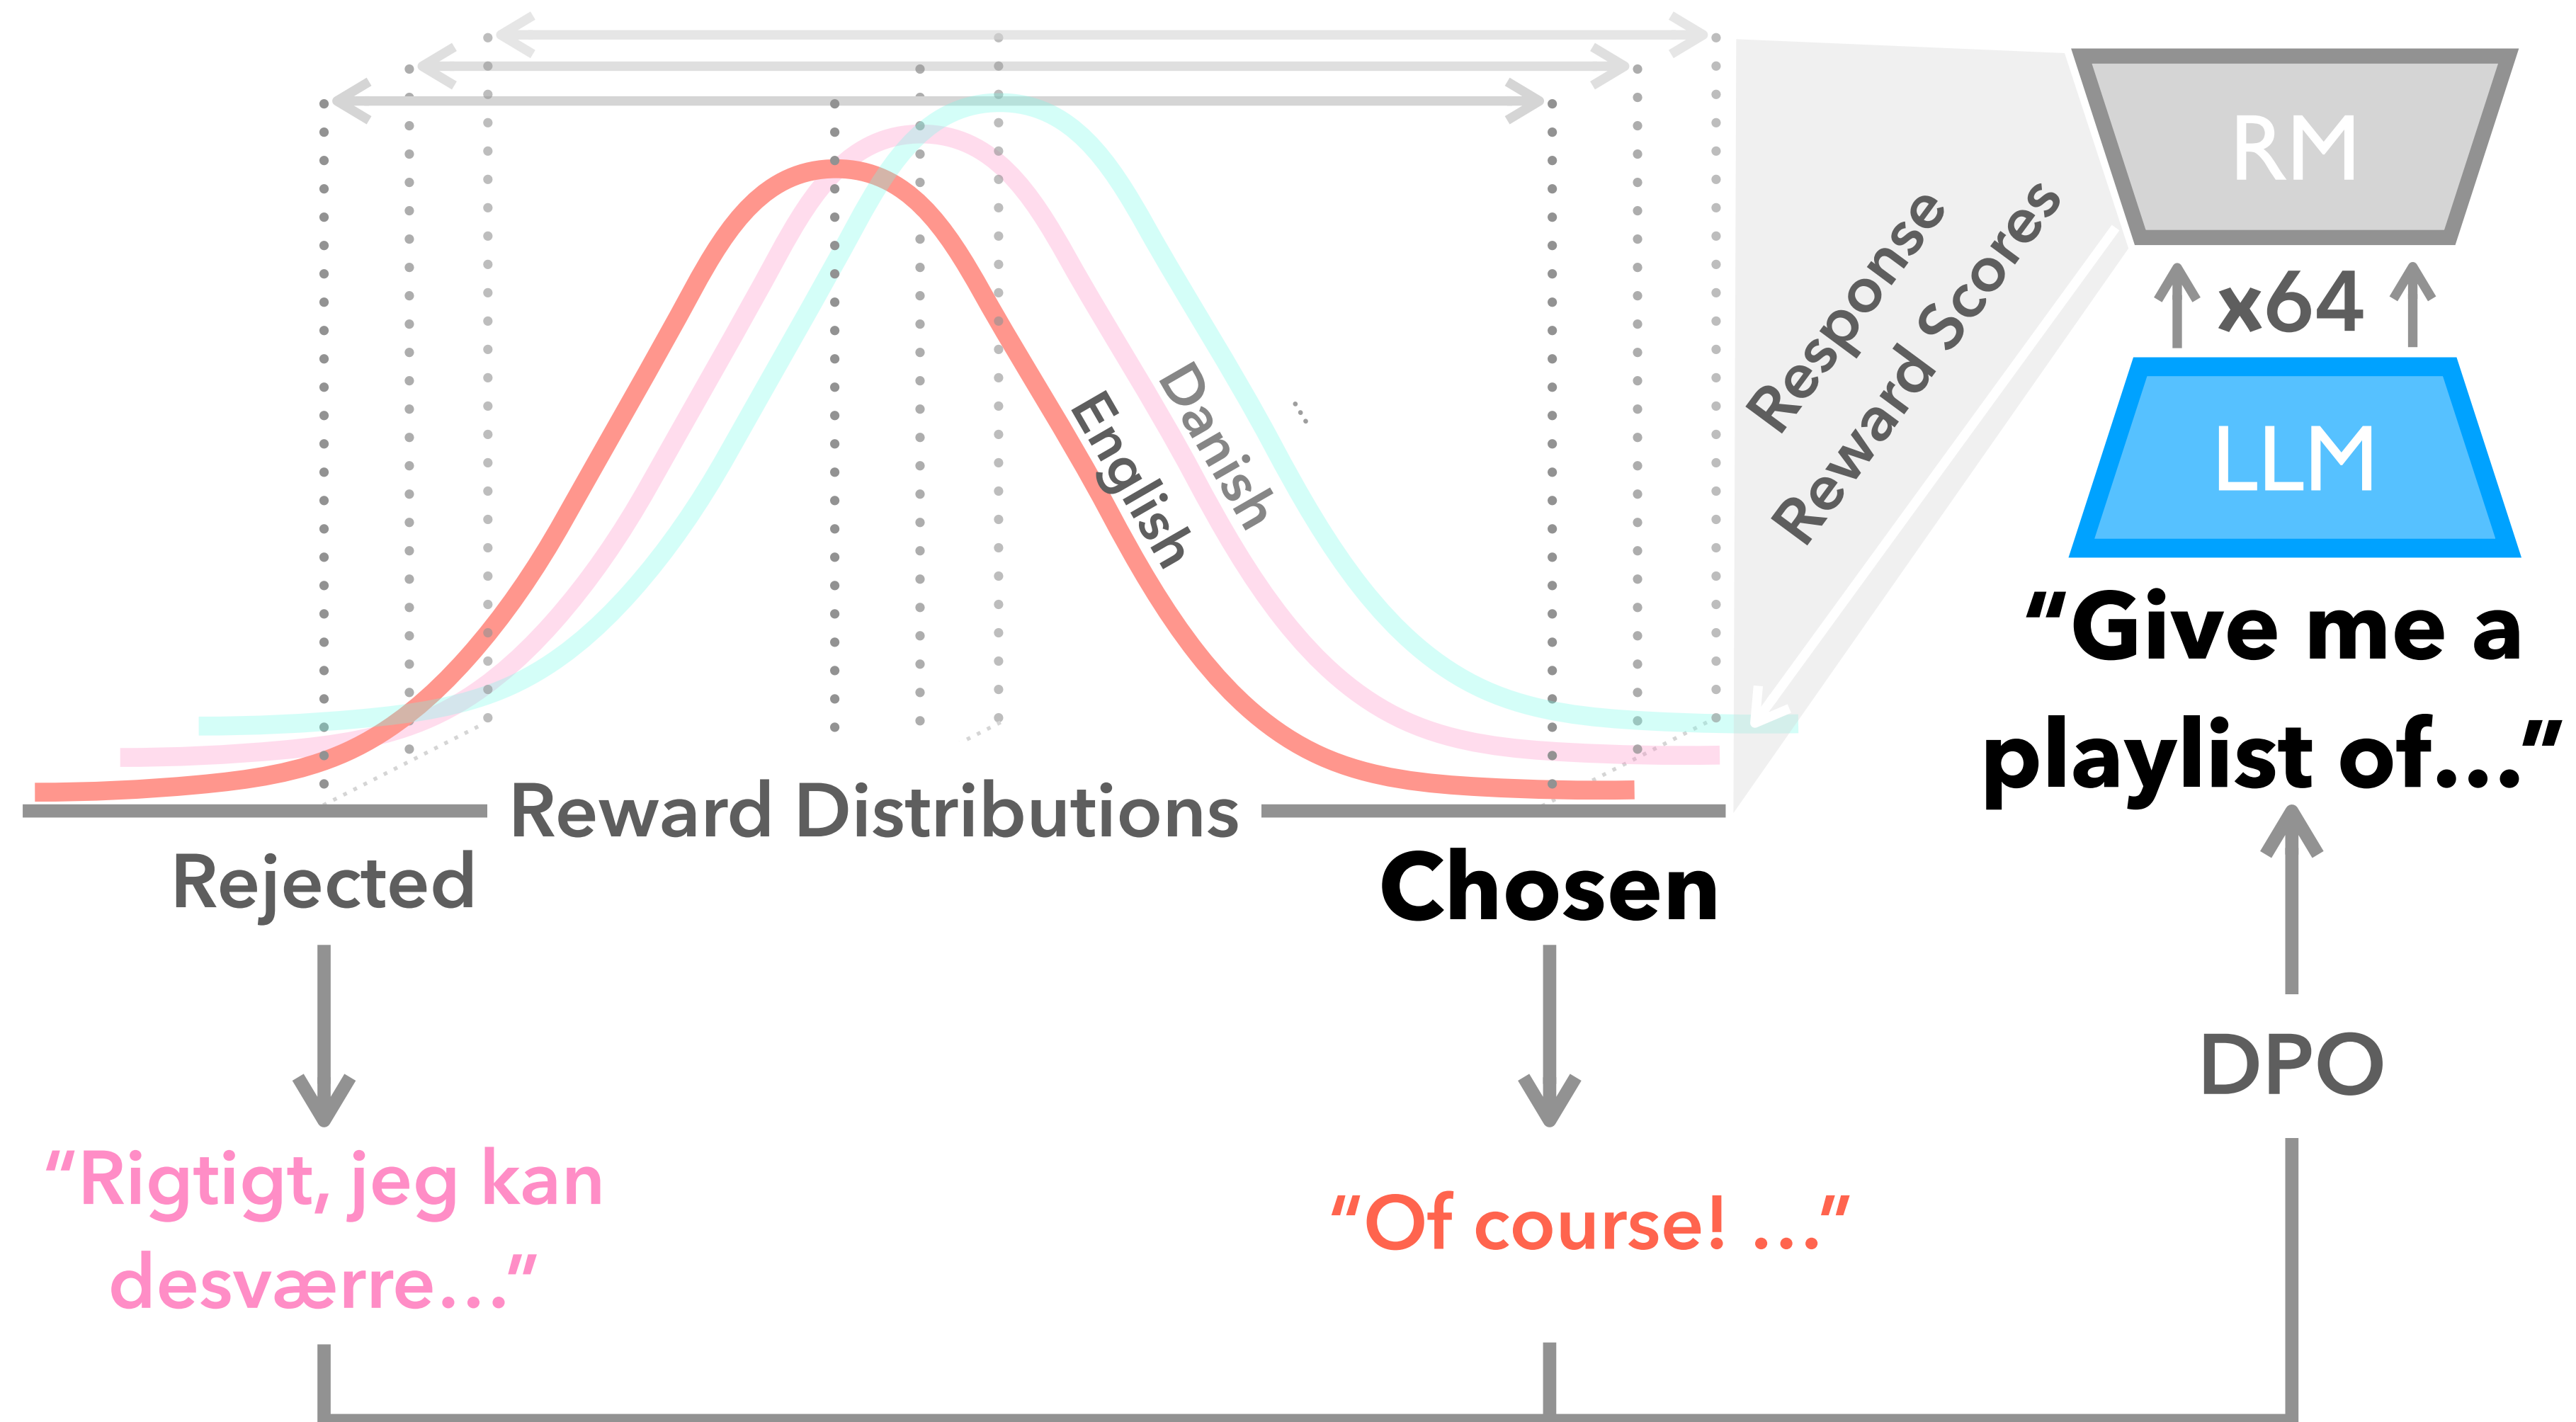 RM
x64
LLM
“Give me a
playlist of...”
Response
Reward Scores
English
Danish
...
Reward Distributions
Rejected
Chosen
“Rigtigt, jeg kan
desværre...”
“Of course! ...”
DPO